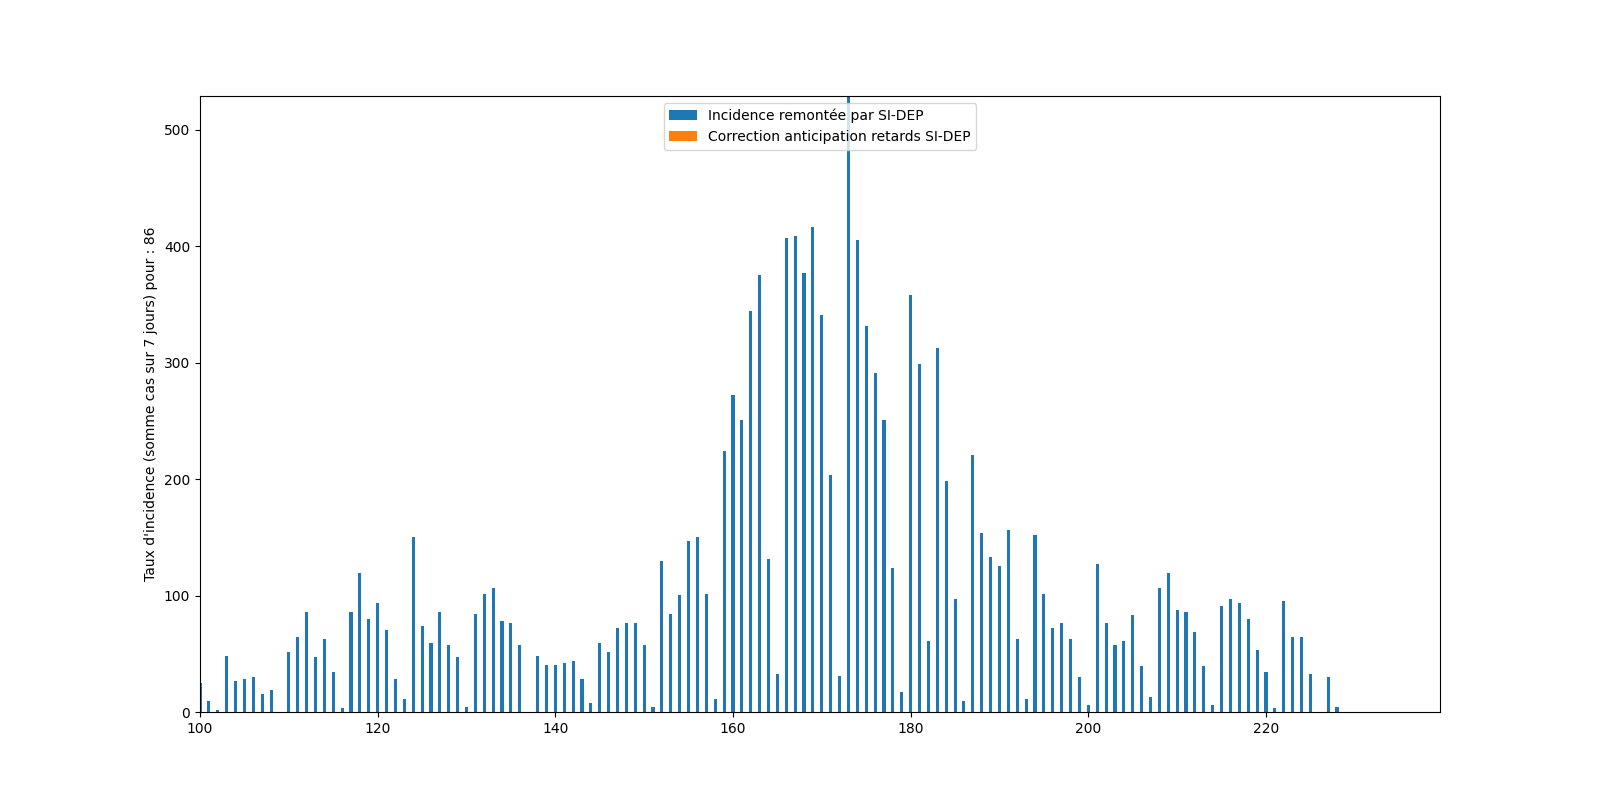 Incidence remontée par SI-DEP
Correction anticipation retards SI-DEP
Taux d'incidence (somme cas sur 7 jours) pour : 86
500
400
300
200
100
0
100 120 140 160 180 200 220